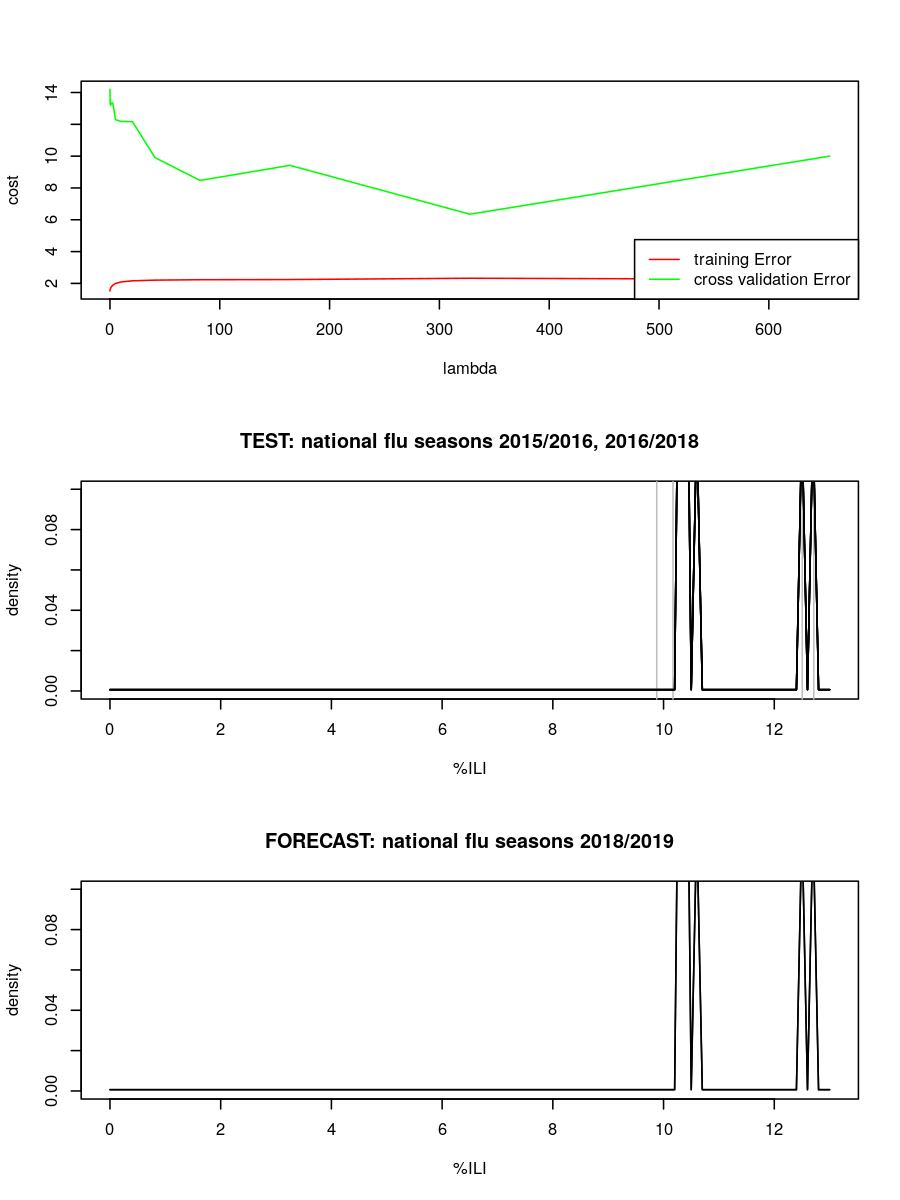 14
10
8
6
4
2
cost
training Error
cross validation Error
0 100 200 300 400 500 600
lambda
TEST: national flu seasons 2015/2016, 2016/2018
0.08
0.04
0.00
density
0 2 4 6 8 10 12
%ILI
FORECAST: national flu seasons 2018/2019
0.08
0.04
0.00
density
0 2 4 6 8 10 12
%ILI